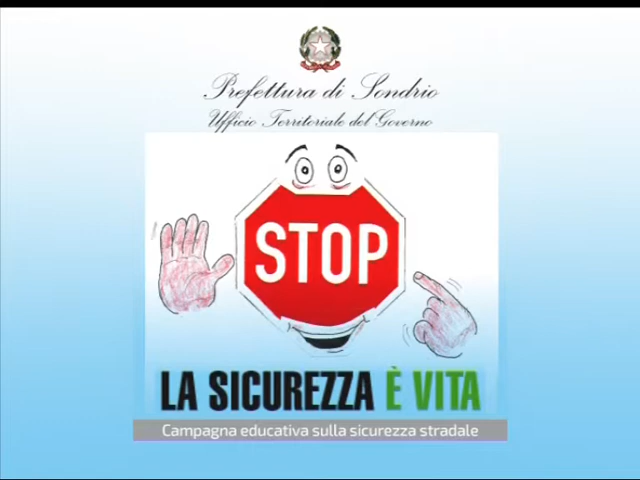 Prefettura di Sondrio
Ufficio Territoriale del Governo
STOP
LA SICUREZZA È VITA
Campagna educativa sulla sicurezza stradale